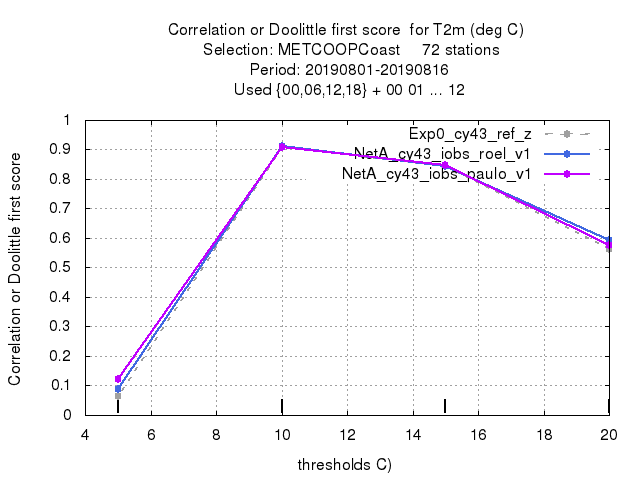 Correlation or Doolittle first score  for T2m (deg C)
Selection: METCOOPCoast     72 stations
Period: 20190801-20190816
Used {00,06,12,18} + 00 01 ... 12
Exp0_cy43_ref_z
NetA_cy43_iobs_roel_v1
NetA_cy43_iobs_paulo_v1
Correlation or Doolittle first score
1
0.9
0.8
0.7
0.6
0.5
0.4
0.3
0.2
0.1
0
4 6 8 10 12 14 16 18 20
thresholds C)